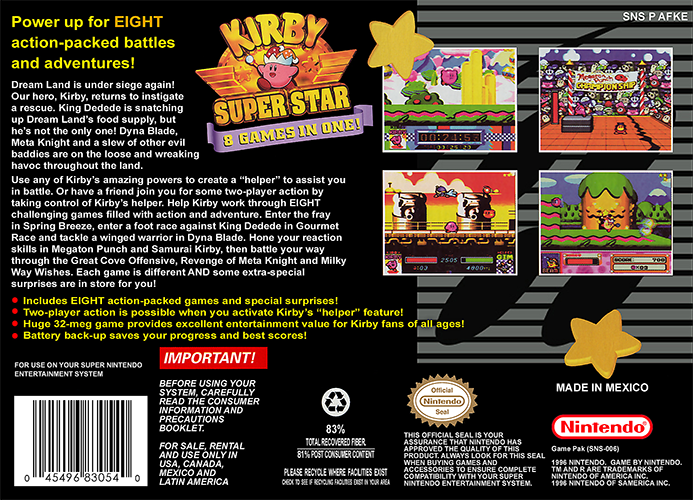 Power up for EIGHT
action-packed battles
and adventures!
KIRBY
SUPER STAR
8 GAMES IN ONE!
SNS P AFKE
Dream Land is under siege again!
Our hero, Kirby, returns to instigate
a rescue. King Dedede is snatching
up Dream Land's food supply, but
he's not the only one! Dyna Blade,
Meta Knight and a slew of other evil
baddies are on the loose and wreaking
havoc throughout the land.
Use any of Kirby's amazing powers to create a “helper” to assist you
in battle. Or have a friend join you for some two-player action by
taking control of Kirby's helper. Help Kirby work through EIGHT
challenging games filled with action and adventure. Enter the fray
in Spring Breeze, enter a foot race against King Dedede in Gourmet
Race and tackle a winged warrior in Dyna Blade. Hone your reaction
skills in Megaton Punch and Samurai Kirby, then battle your way
through the Great Cove Offensive, Revenge of Meta Knight and Milky
Way Wishes. Each game is different AND some extra-special
surprises are in store for you!
CHAMPIONSHIP
SCORE 700
• Includes EIGHT action-packed games and special surprises!
• Two-player action is possible when you activate Kirby's “helper” feature!
• Huge 32-meg game provides excellent entertainment value for Kirby fans of all ages!
• Battery back-up saves your progress and best scores!
FOR USE ON YOUR SUPER NINTENDO
ENTERTAINMENT SYSTEM
0 45496 83054 0
IMPORTANT!
BEFORE USING YOUR
SYSTEM, CAREFULLY
READ THE CONSUMER
INFORMATION AND
PRECAUTIONS
BOOKLET.
FOR SALE, RENTAL
AND USE ONLY IN
USA, CANADA,
MEXICO AND
LATIN AMERICA
83%
TOTAL RECOVERED FIBER,
81% POST CONSUMER CONTENT
PLEASE RECYCLE WHERE FACILITIES EXIST
CHECK TO SEE IF RECYCLING FACILITIES EXIST IN YOUR AREA
Official
Nintendo
Seal
THIS OFFICIAL SEAL IS YOUR
ASSURANCE THAT NINTENDO HAS
APPROVED THE QUALITY OF THIS
PRODUCT. ALWAYS LOOK FOR THIS SEAL
WHEN BUYING GAMES AND
ACCESSORIES TO ENSURE COMPLETE
COMPATIBILITY WITH YOUR SUPER
NINTENDO ENTERTAINMENT SYSTEM.
MADE IN MEXICO
Nintendo
Game Pak (SNS-006)
1996 NINTENDO. GAME BY NINTENDO.
TM AND R ARE TRADEMARKS OF
NINTENDO OF AMERICA INC.
1996 NINTENDO OF SAMERICA INC.